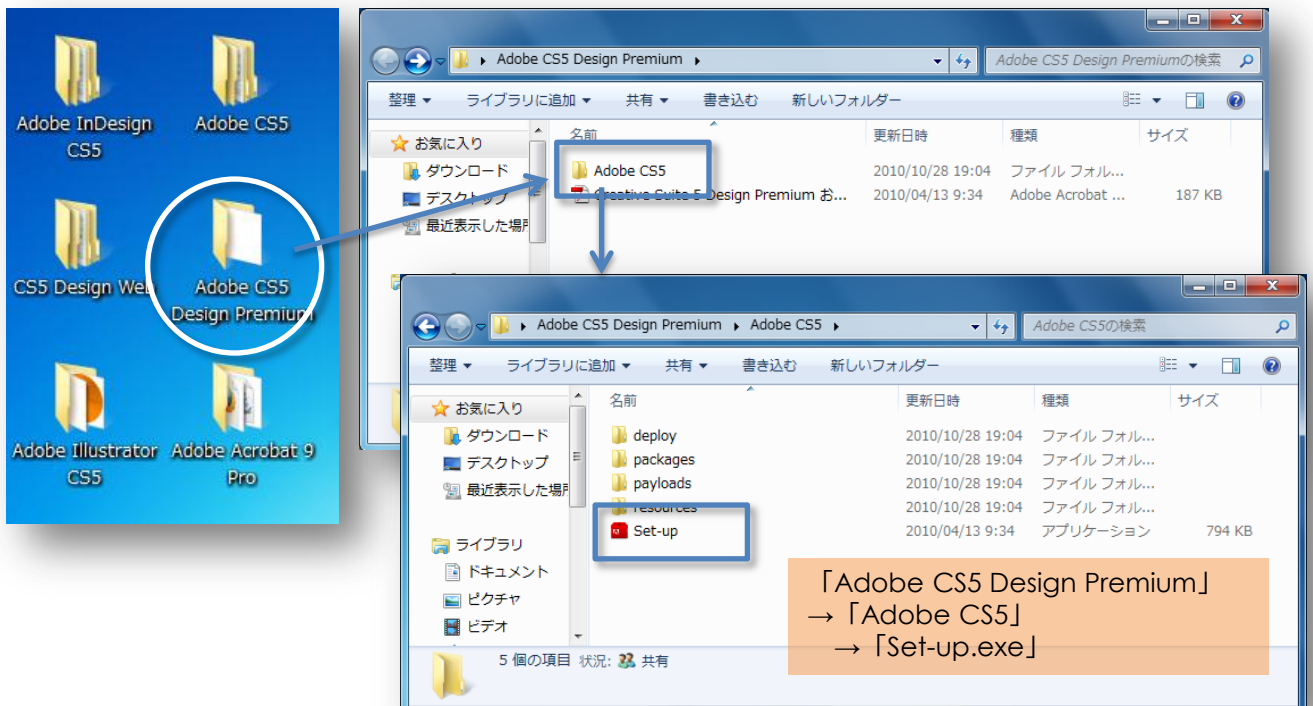 Adobe InDesign
CS5
Adobe CS5
CS5 Design Web
Adobe CS5
Design Premium
Adobe Illustrator
CS5
Adobe Acrobat 9
Pro
Adobe CS5 Design Premium
Adobe CS5 Design Premiumの検索
整理 ライブラリに追加 共有 書き込む 新しいフォルダー
お気に入り
ダウンロード
デスクトップ
最近表示した場所
名前 更新日時 種類 サイズ
Adobe CS5 2010/10/28 19:04 ファイル フォル...
Creative Suite 5 Design Premium お... 2010/04/13 9:34 Adobe Acrobat ... 187 KB
Adobe CS5 Design Premium Adobe CS5
Adobe CS5の検索
整理 ライブラリに追加 共有 書き込む 新しいフォルダー
お気に入り
ダウンロード
デスクトップ
最近表示した場所
ライブラリ
ドキュメント
ピクチャ
ビデオ
名前 更新日時 種類 サイズ
deploy 2010/10/28 19:04 ファイル フォル...
packages 2010/10/28 19:04 ファイル フォル...
payloads 2010/10/28 19:04 ファイル フォル...
resources 2010/10/28 19:04 ファイル フォル...
Set-up 2010/04/13 9:34 アプリケーション 794 KB
5 個の項目 状況: 共有
「Adobe CS5 Design Premium」
→「Adobe CS5」
→「Set-up.exe」